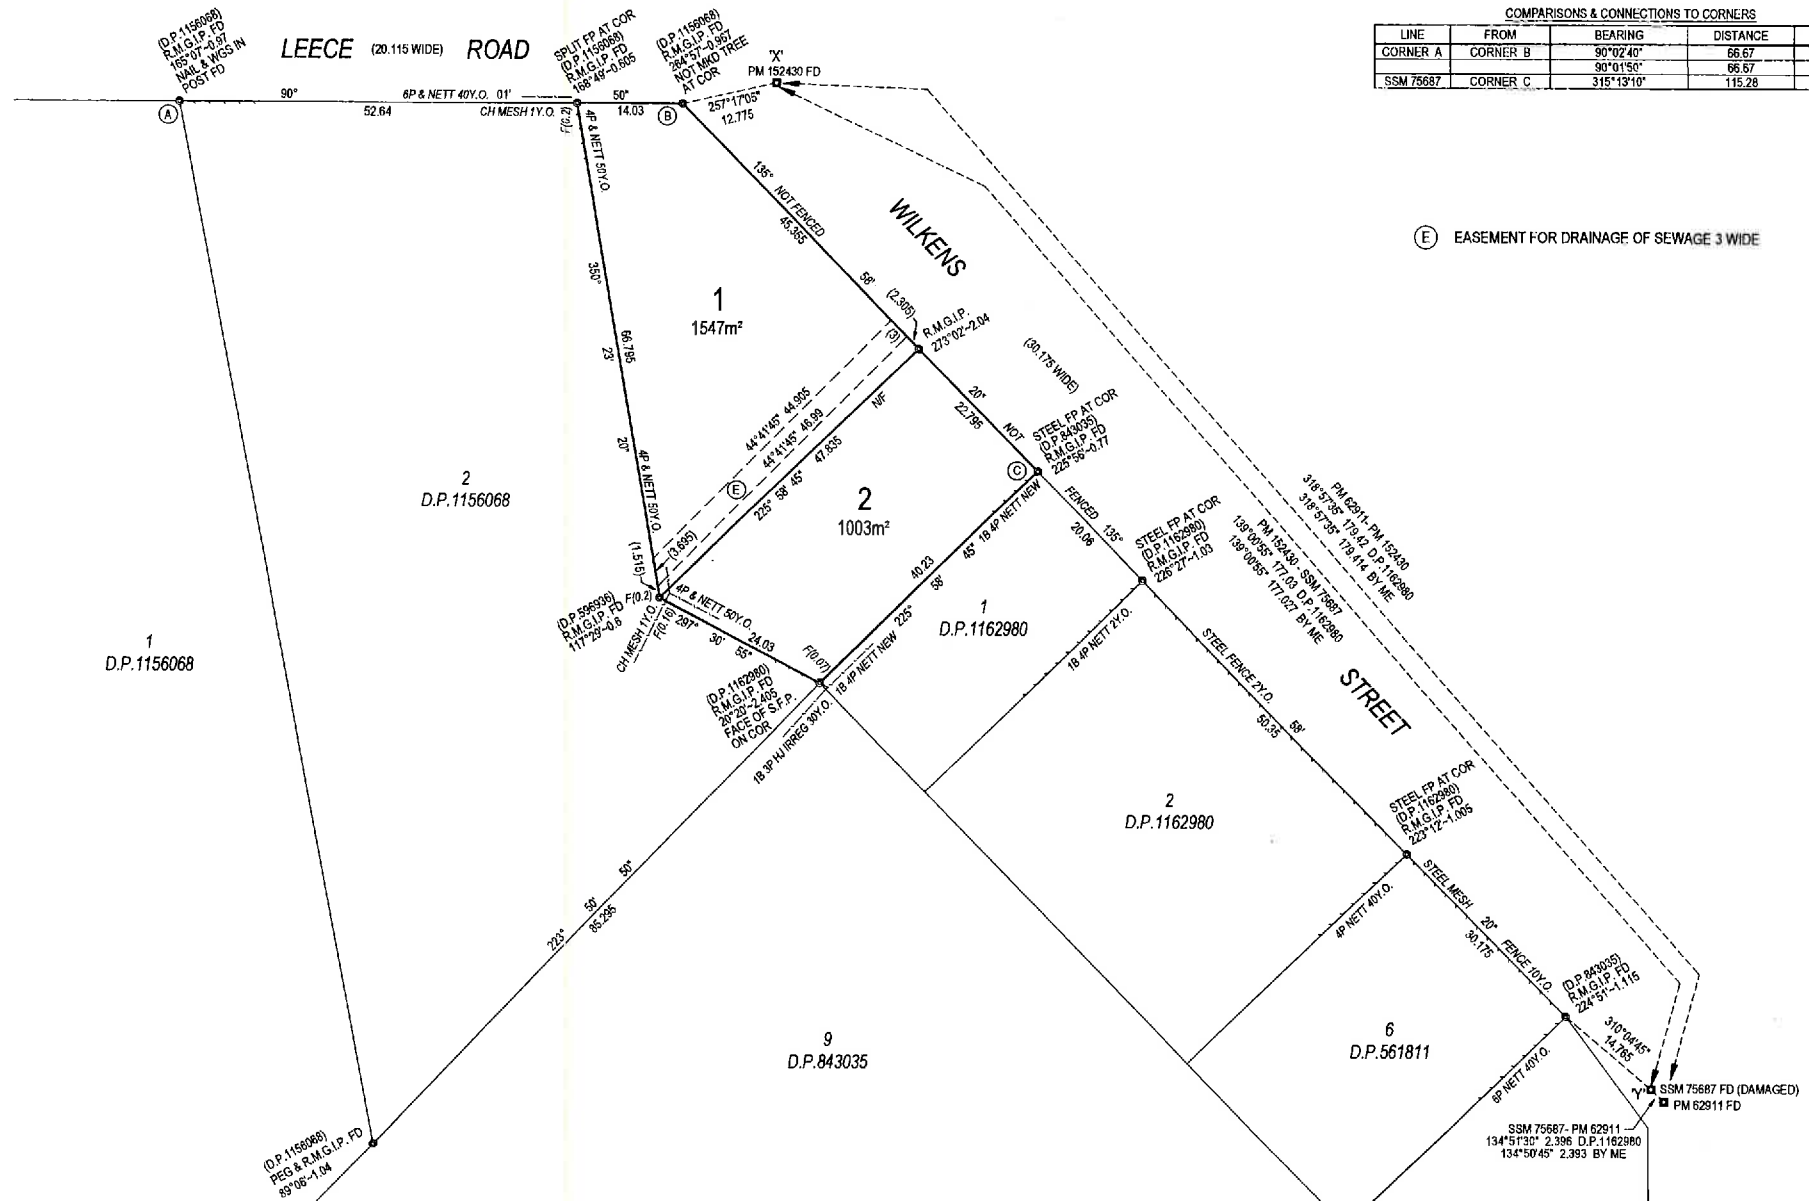 COMPARISONS & CONNECTIONS TO CORNERS
LINE FROM BEARING DISTANCE
CORNER A CORNER B 90°02'40" 66.67
90°01'50" 66.67
SSM 75687 CORNER C 315°13'10" 115.28
(D.P.1156068)
R.M.G.I.P. FD
165°07'~0.97
NAIL & WGS IN
POST FD
LEECE (20.115 WIDE) ROAD
SPLIT FP AT COR
(D.P.1156068)
R.M.G.I.P. FD
168°49'~0.605
(D.P.1156068)
R.M.G.I.P. FD
264°57'~0.967
NOT MKD TREE
AT COR
'X'
PM 152430 FD
257°17'05"
12.775
A
90° 6P & NETT 40Y.O. 01' 50"
52.64 CH MESH 1Y.O. 14.03
F(0.2)
B
4P & NETT 50Y.O.
135° NOT FENCED
45.355
58'
WILKENS
E EASEMENT FOR DRAINAGE OF SEWAGE 3 WIDE
350°
66.795
23'
20"
4P & NETT 50Y.O.
1
1547m²
(2.305)
(3)
R.M.G.I.P.
273°02'~2.04
(30.175 WIDE)
44°41'45" 44.905
44°41'45" 46.99
N/F
47.835
225° 58' 45"
E
20"
22.795
NOT
STEEL FP AT COR
(D.P.843035)
R.M.G.I.P. FD
225°56'~0.77
C
2
D.P.1156068
2
1003m²
FENCED
20.06
135°
STEEL FP AT COR
(D.P.1162980)
R.M.G.I.P. FD
226°27'~1.03
PM 62911- PM 152430
318°57'35" 179.42 D.P.1162980
318°57'35" 179.414 BY ME
PM 152430 - SSM 75687
139°00'55" 177.03 D.P.1162980
139°00'55" 177.027 BY ME
1B 4P NETT NEW
45"
40.23
58'
225°
1B 4P NETT NEW
(1.515)
(3.695)
F(0.2)
(D.P.596936)
R.M.G.I.P. FD
117°29'~0.6
CH MESH 1Y.O.
F(0.16)
4P & NETT 50Y.O.
297° 30' 55"
24.03
F(0.07)
1
D.P.1162980
1
D.P.1156068
1B 4P NETT 2Y.O.
STEEL FENCE 2Y.O.
58'
50.35
STREET
(D.P.1162980)
R.M.G.I.P. FD
20°20'~2.405
FACE OF S.F.P.
ON COR
1B 3P HJ IRREG 30Y.O.
2
D.P.1162980
STEEL FP AT COR
(D.P.1162980)
R.M.G.I.P. FD
223°12'~1.005
223° 50' 50"
85.295
STEEL MESH 20" FENCE 10Y.O.
30.175
4P NETT 40Y.O.
(D.P.843035)
R.M.G.I.P. FD
224°51'~1.115
310°04'45"
14.765
9
D.P.843035
6
D.P.561811
6P NETT 40Y.O.
'Y'
SSM 75687 FD (DAMAGED)
PM 62911 FD
SSM 75687- PM 62911
134°51'30" 2.396 D.P.1162980
134°50'45" 2.393 BY ME
(D.P.1156068)
PEG & R.M.G.I.P. FD
89°06'~1.04